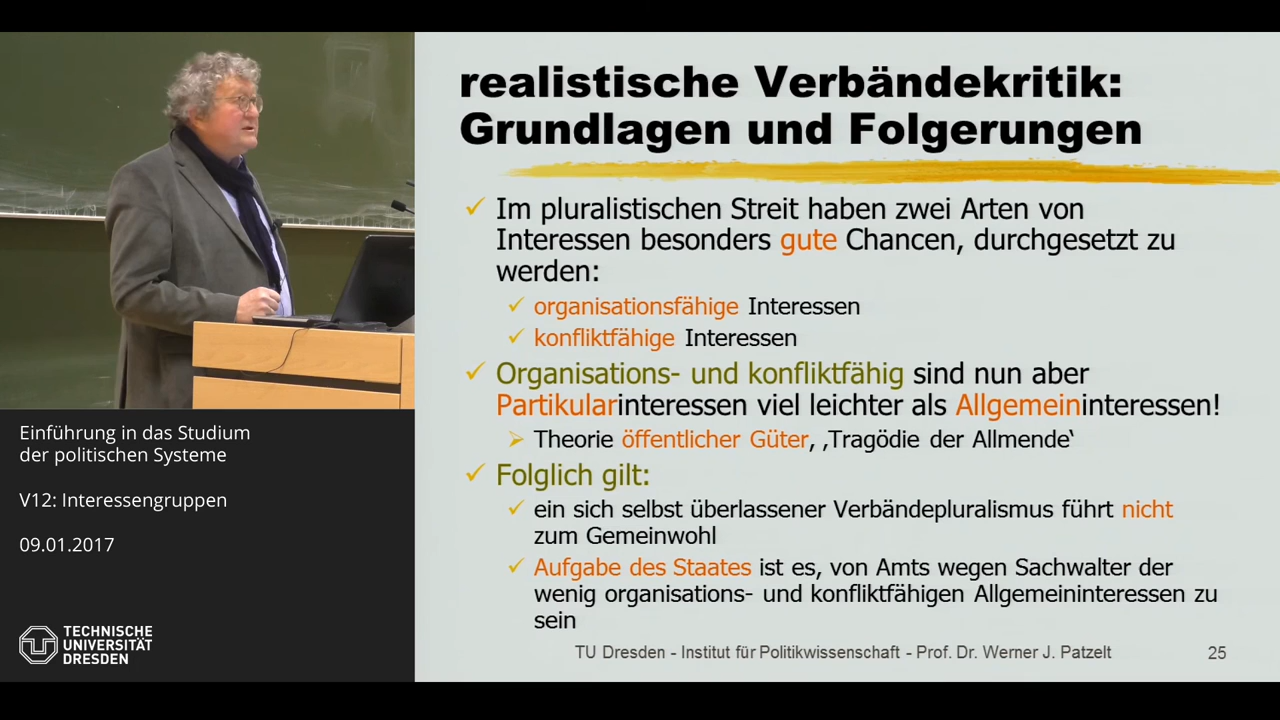 realistische Verbändekritik:
Grundlagen und Folgerungen
Im pluralistischen Streit haben zwei Arten von
Interessen besonders gute Chancen, durchgesetzt zu
werden:
organisationsfähige Interessen
konfliktfähige Interessen
Organisations- und konfliktfähig sind nun aber
Partikularinteressen viel leichter als Allgemeininteressen!
Theorie öffentlicher Güter, ‚Tragödie der Allmende‘
Folglich gilt:
ein sich selbst überlassener Verbändepluralismus führt nicht
zum Gemeinwohl
Aufgabe des Staates ist es, von Amts wegen Sachwalter der
wenig organisations- und konfliktfähigen Allgemeininteressen zu
sein
TU Dresden - Institut für Politikwissenschaft - Prof. Dr. Werner J. Patzelt
25
Einführung in das Studium
der politischen Systeme
V12: Interessengruppen
09.01.2017
TECHNISCHE
UNIVERSITÄT
DRESDEN